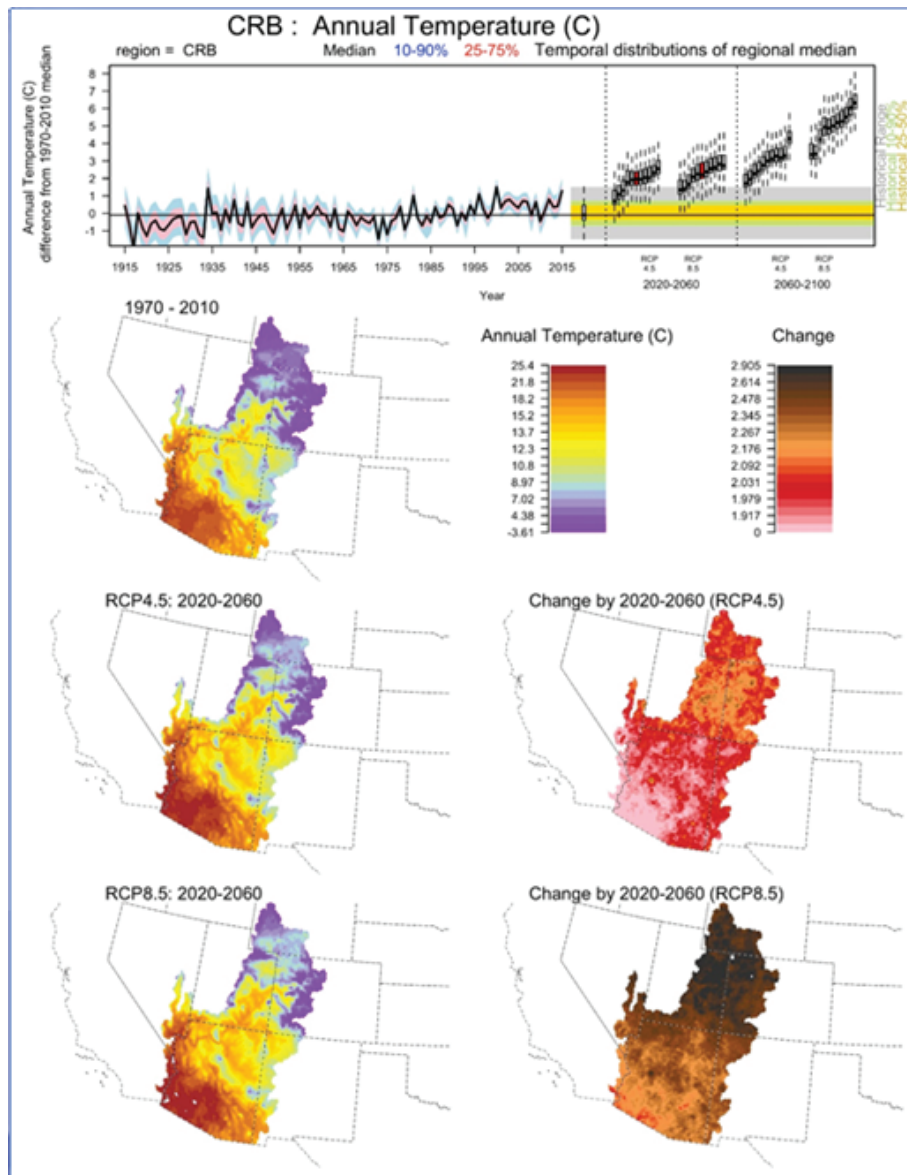 CRB : Annual Temperature (C)
region = CRB Median 10-90% 25-75% Temporal distributions of regional median
Annual Temperature (C)
difference from 1970-2010 median
8
7
6
5
4
3
2
1
0
-1
1915 1925 1935 1945 1955 1965 1975 1985 1995 2005 2015
Year
RCP 4.5
RCP 8.5
2020-2060
RCP 4.5
RCP 8.5
2060-2100
Historical Range
Historical 10-90%
Historical 25-50%
1970 - 2010
Annual Temperature (C)
25.4
21.8
18.2
15.2
13.7
12.3
10.8
8.97
7.02
4.38
-3.61
Change
2.905
2.614
2.478
2.345
2.267
2.176
2.092
2.031
1.979
1.917
0
RCP4.5: 2020-2060
Change by 2020-2060 (RCP4.5)
RCP8.5: 2020-2060
Change by 2020-2060 (RCP8.5)